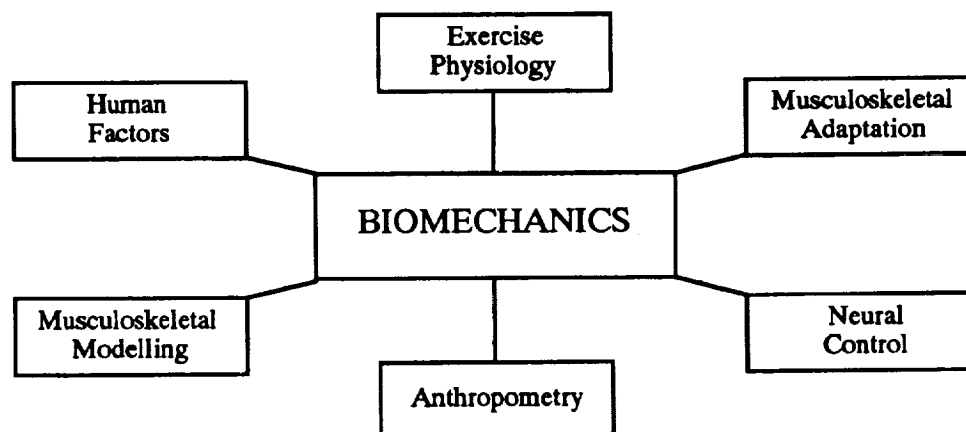 Exercise
Physiology
Human
Factors
Musculoskeletal
Adaptation
BIOMECHANICS
Musculoskeletal
Modelling
Neural
Control
Anthropometry